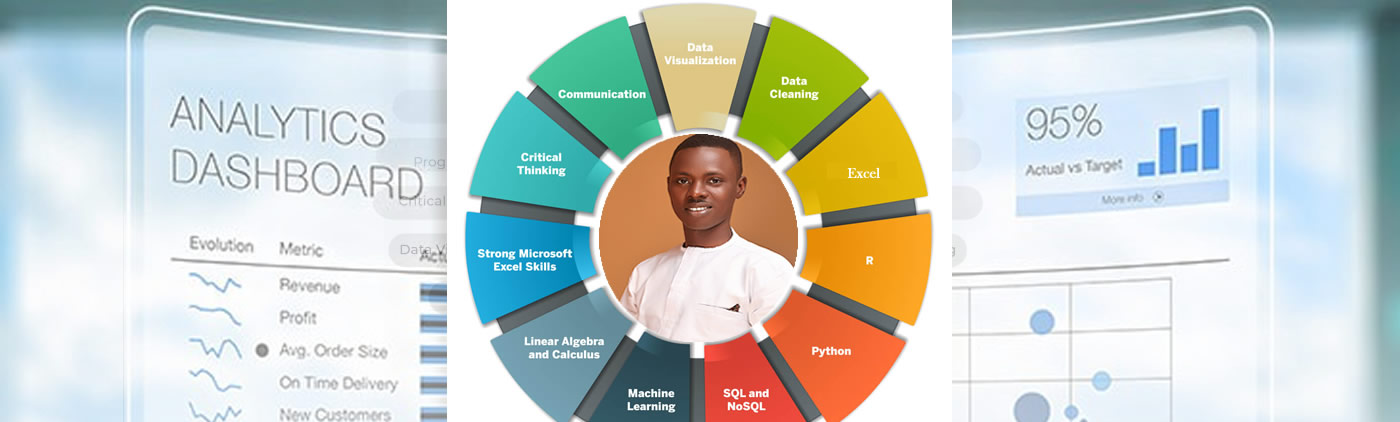 ANALYTICS
DASHBOARD
Evolution Metric
Revenue
Profit
Avg. Order Size
On Time Delivery
New Customers
Prog
Critical
Data V
Data
Visualization
Data
Cleaning
Excel
R
Python
SQL and
NoSQL
Machine
Learning
Linear Algebra
and Calculus
Strong Microsoft
Excel Skills
Critical
Thinking
Communication
95%
Actual vs Target
More info
g